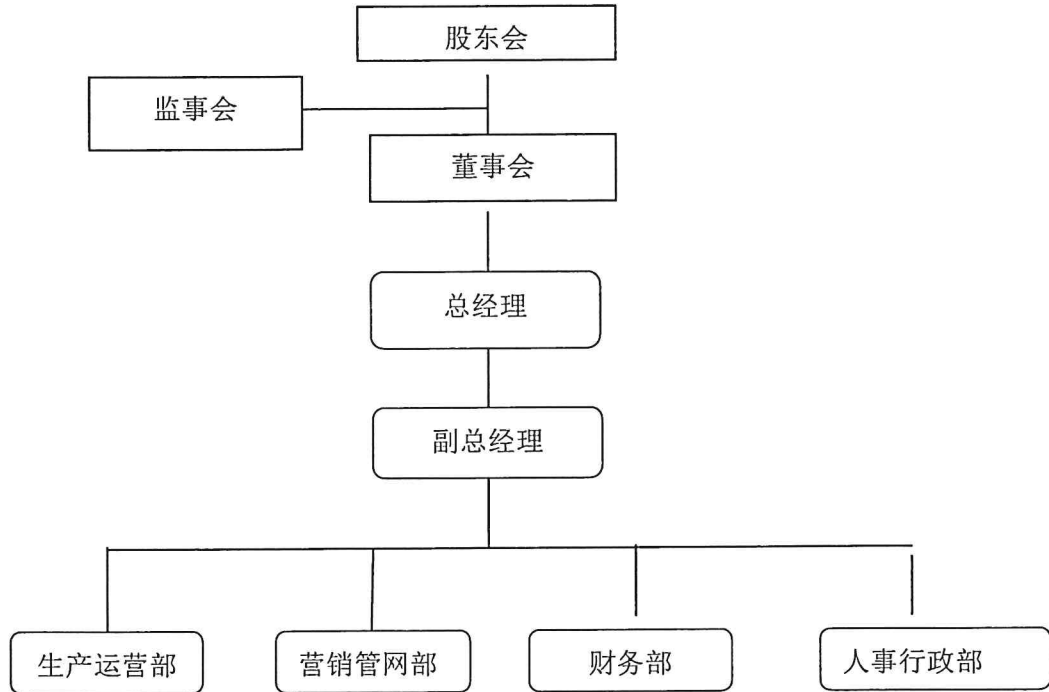 股东会
监事会
董事会
总经理
副总经理
生产运营部
营销管网部
财务部
人事行政部